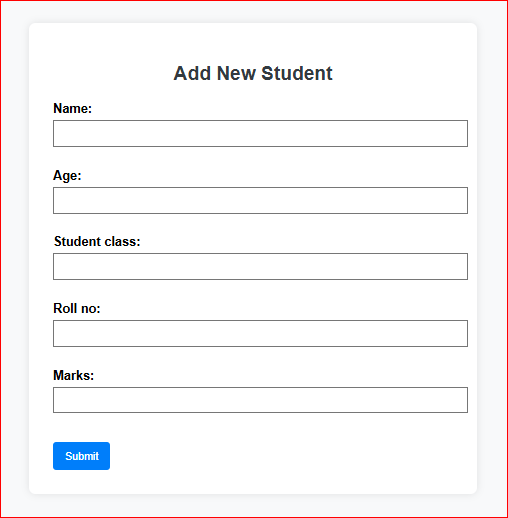 Add New Student
Name:
Age:
Student class:
Roll no:
Marks:
Submit